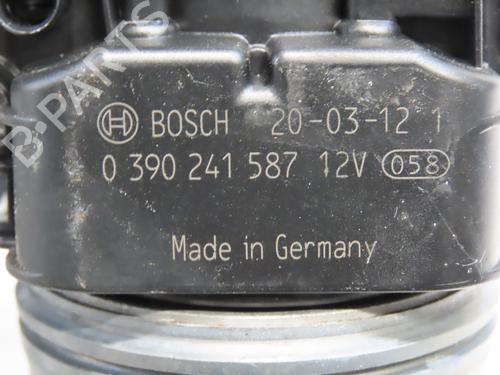 B-PARTS
BOSCH 20-03-12 1
0 390 241 587 12V 058
Made in Germany